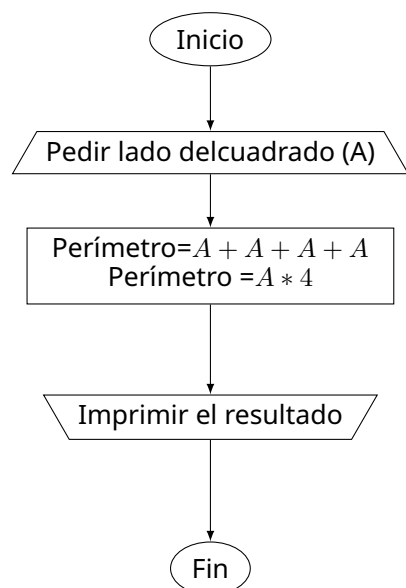 Inicio
Pedir lado delcuadrado (A)
Perímetro=A + A + A + A
Perímetro =A ∗ 4
Imprimir el resultado
Fin